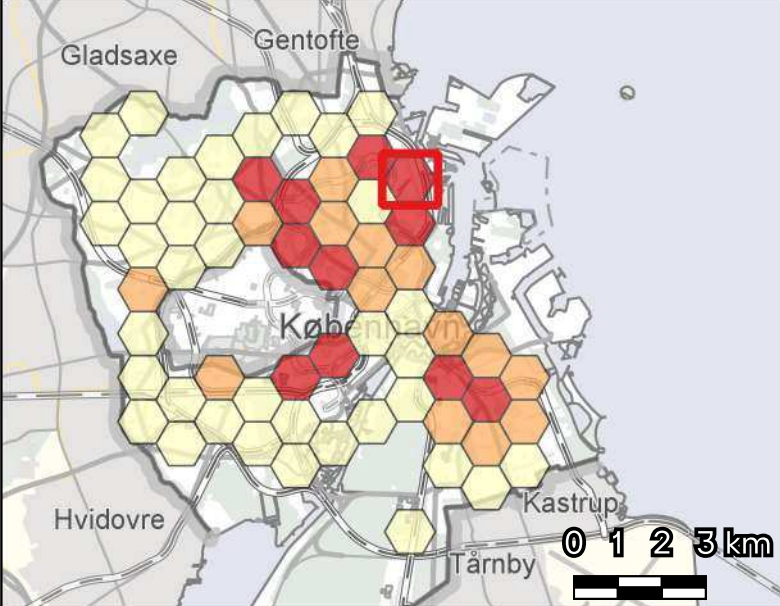 Gentofte
Gladsaxe
København
Kastrup
Hvidovre
0 1 2 3 km
Tårnby